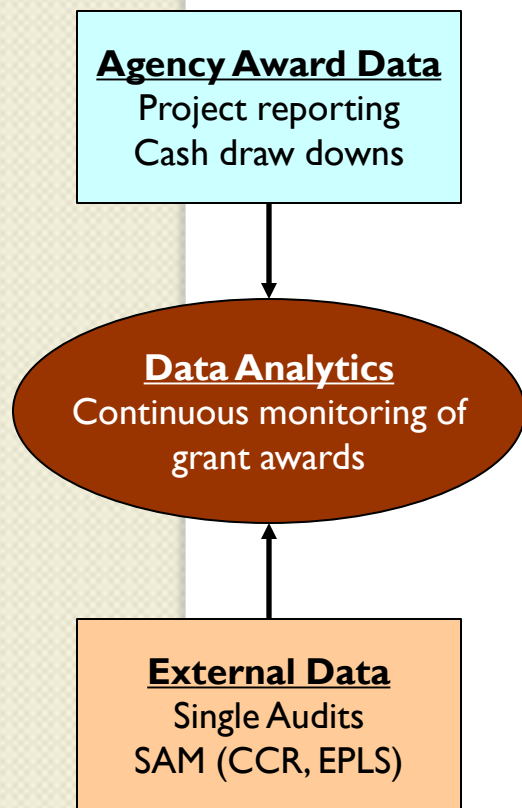 Agency Award Data
Project reporting
Cash draw downs
Data Analytics
Continuous monitoring of
grant awards
External Data
Single Audits
SAM (CCR, EPLS)